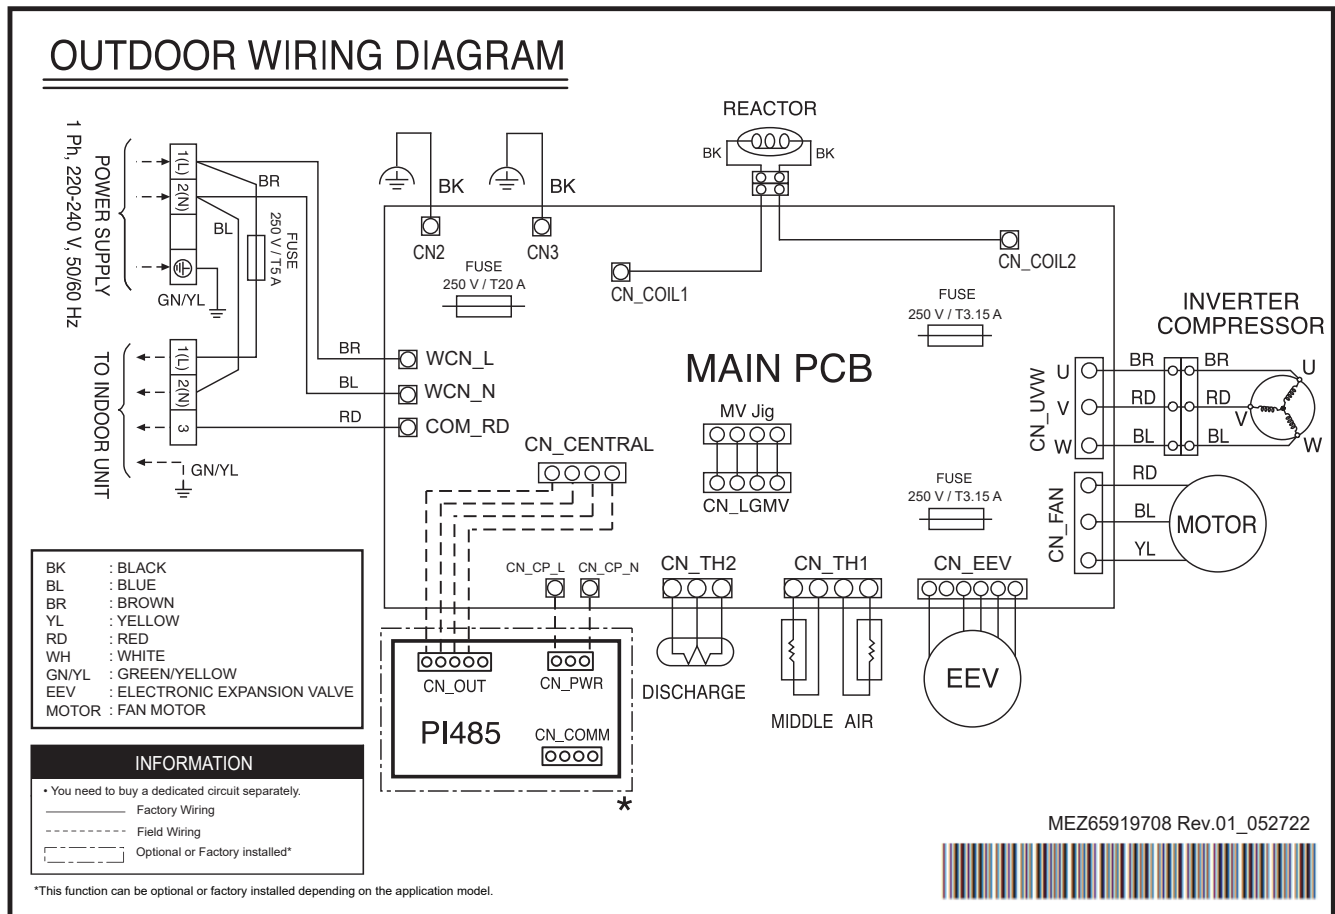 OUTDOOR WIRING DIAGRAM
POWER SUPPLY
1 Ph, 220-240 V, 50/60 Hz
1(L)
2(N)
GN/YL
BR
BL
FUSE
250 V / T5 A
TO INDOOR UNIT
1(L)
2(N)
3
GN/YL
BR
BL
RD
BK
BK
CN2
CN3
REACTOR
BK
BK
CN_COIL1
CN_COIL2
FUSE
250 V / T20 A
FUSE
250 V / T3.15 A
WCN_L
WCN_N
COM_RD
MAIN PCB
MV Jig
CN_LGMV
CN_CENTRAL
FUSE
250 V / T3.15 A
INVERTER
COMPRESSOR
CN_UVW
U
V
W
BR
BR
RD
RD
BL
BL
U
V
W
CN_FAN
RD
BL
YL
MOTOR
CN_CP_L
CN_CP_N
CN_TH2
CN_TH1
CN_EEV
DISCHARGE
MIDDLE
AIR
EEV
CN_OUT
CN_PWR
PI485
CN_COMM
*
BK : BLACK
BL : BLUE
BR : BROWN
YL : YELLOW
RD : RED
WH : WHITE
GN/YL : GREEN/YELLOW
EEV : ELECTRONIC EXPANSION VALVE
MOTOR : FAN MOTOR
INFORMATION
• You need to buy a dedicated circuit separately.
Factory Wiring
Field Wiring
Optional or Factory installed*
*This function can be optional or factory installed depending on the application model.
MEZ65919708 Rev.01_052722